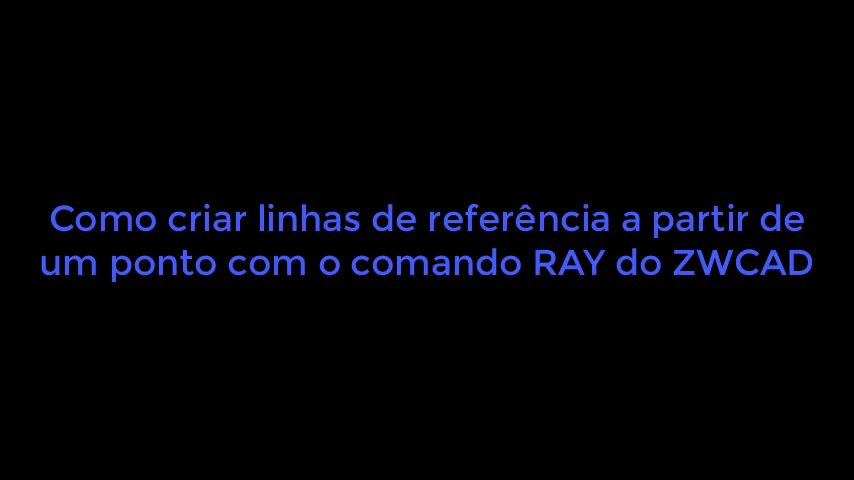 Como criar linhas de referência a partir de
um ponto com o comando RAY do ZWCAD